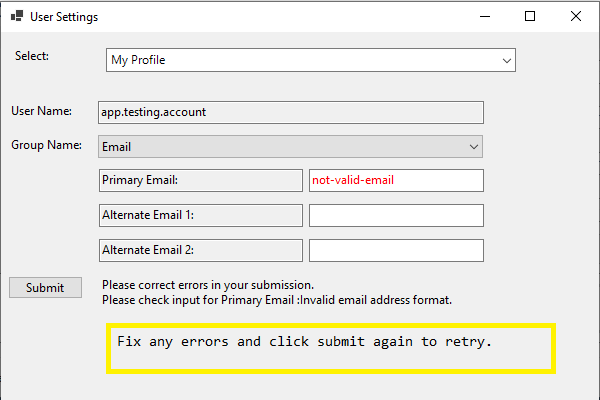 User Settings
Select: My Profile
User Name: app.testing.account
Group Name: Email
Primary Email: not-valid-email
Alternate Email 1:
Alternate Email 2:
Submit Please correct errors in your submission.
Please check input for Primary Email :Invalid email address format.
Fix any errors and click submit again to retry.